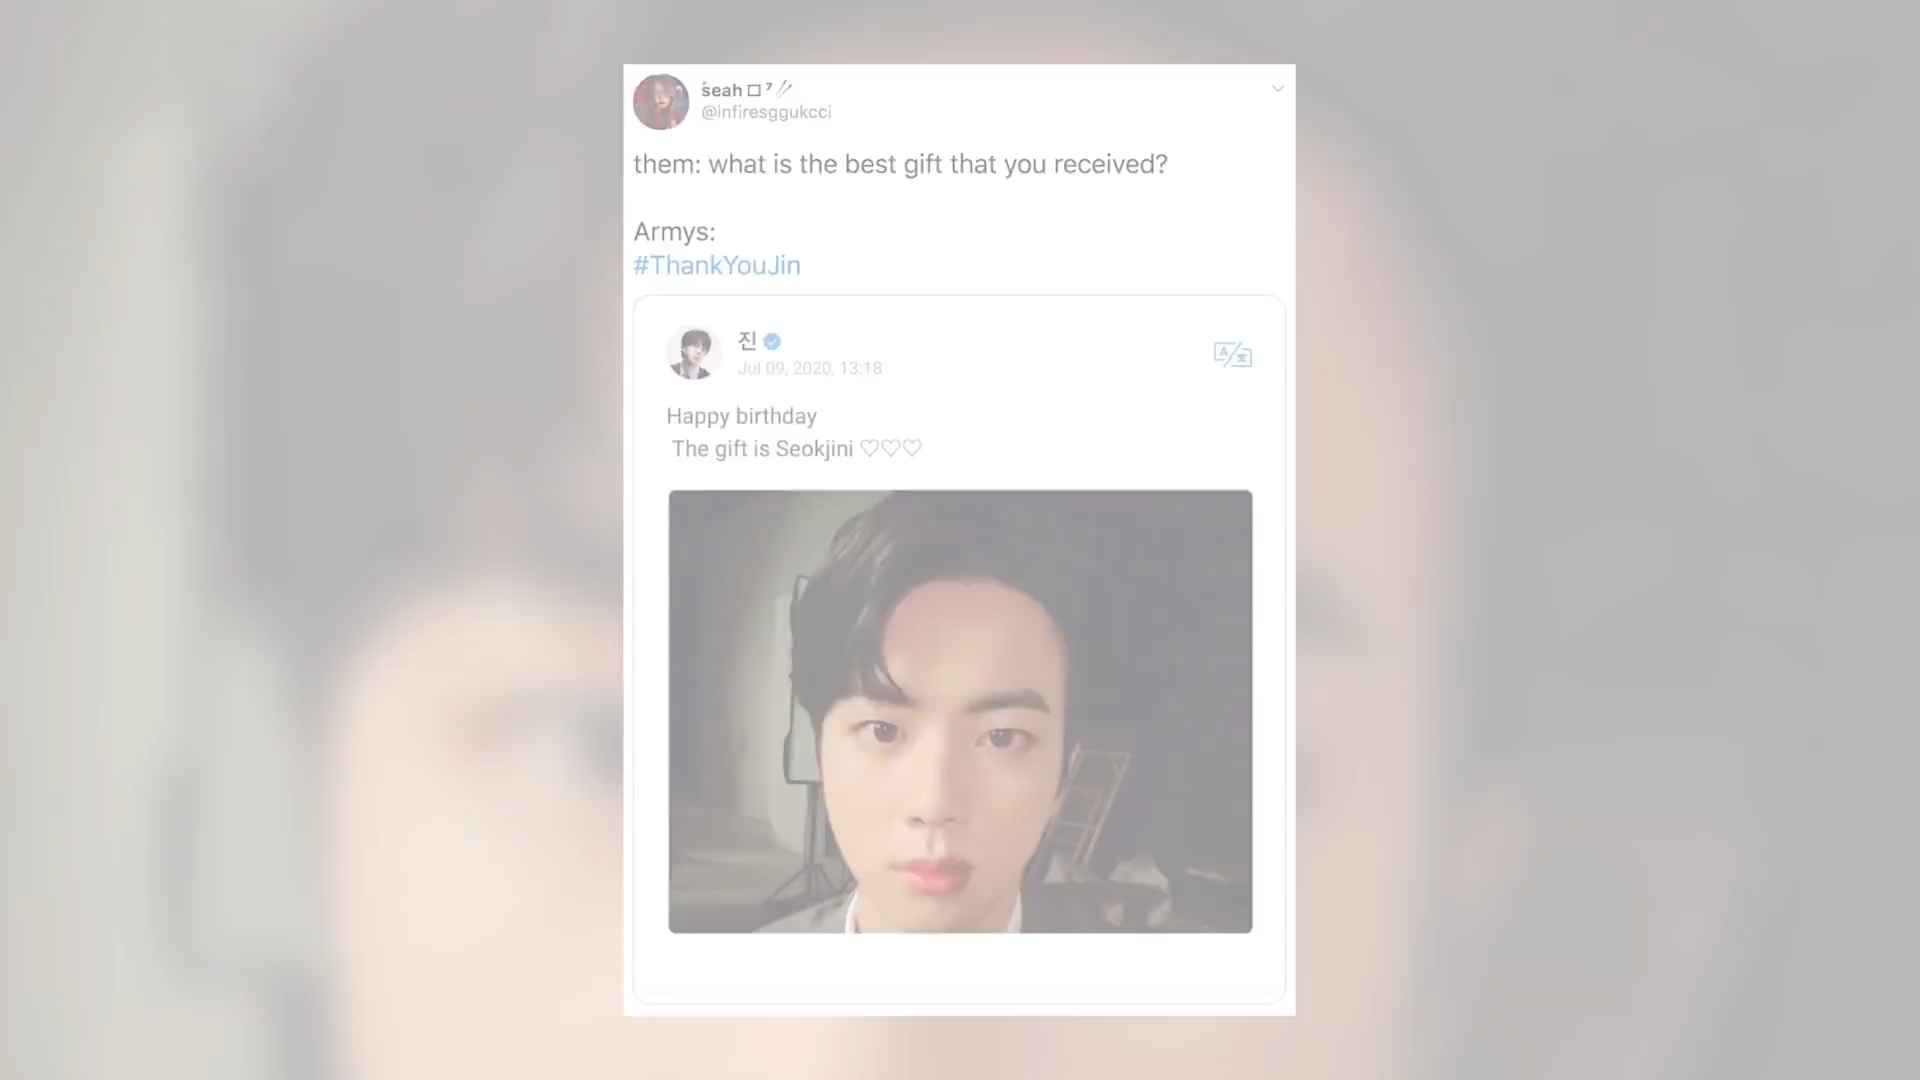 seah □ ⁷
@infiresggukcci
them: what is the best gift that you received?
Armys:
#ThankYouJin
진
Jul 09, 2020, 13:18
Happy birthday
The gift is Seokjini ♡♡♡